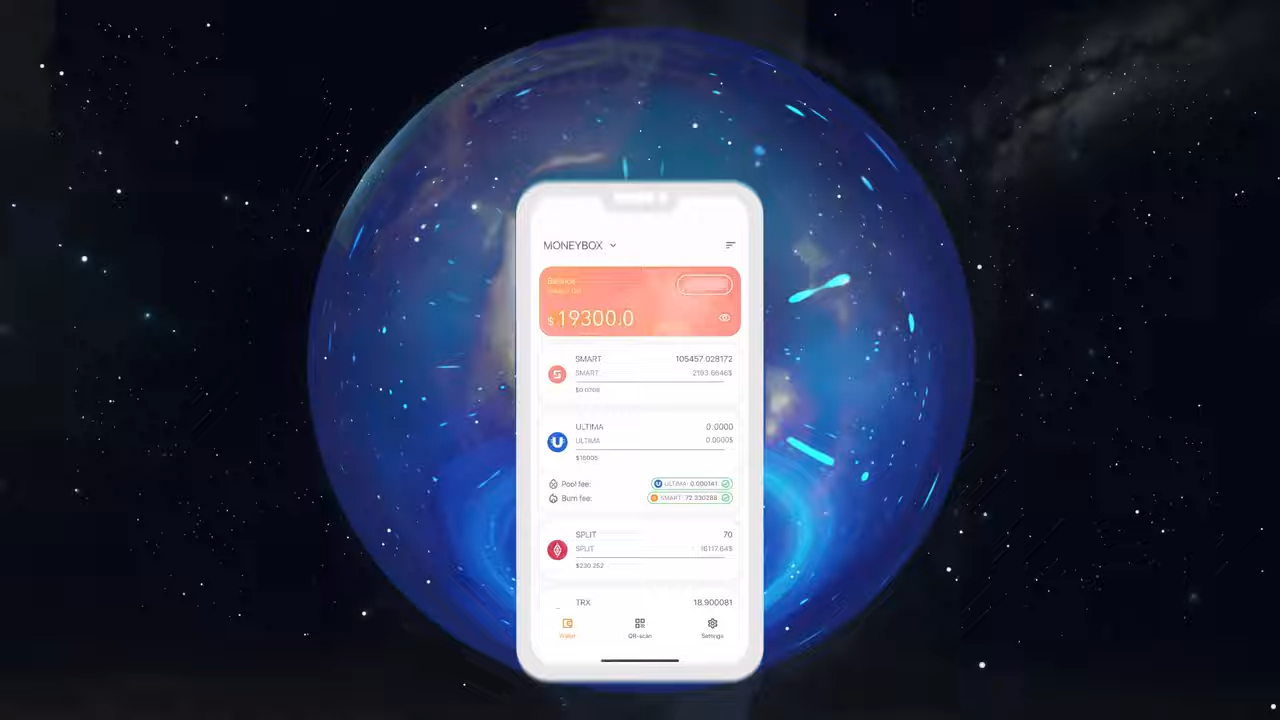 MONEYBOX
Balance
$ 19300.0
SMART 105457.028172
SMART 2193.6646$
$0.0208
ULTIMA 0.0000
ULTIMA 0.0000$
$16005
Pool fee: ULTIMA: 0.000141
Burn fee: SMART: 72.330288
SPLIT 70
SPLIT 16117.64$
$230.252
TRX 18.900081
Wallet QR-scan Settings